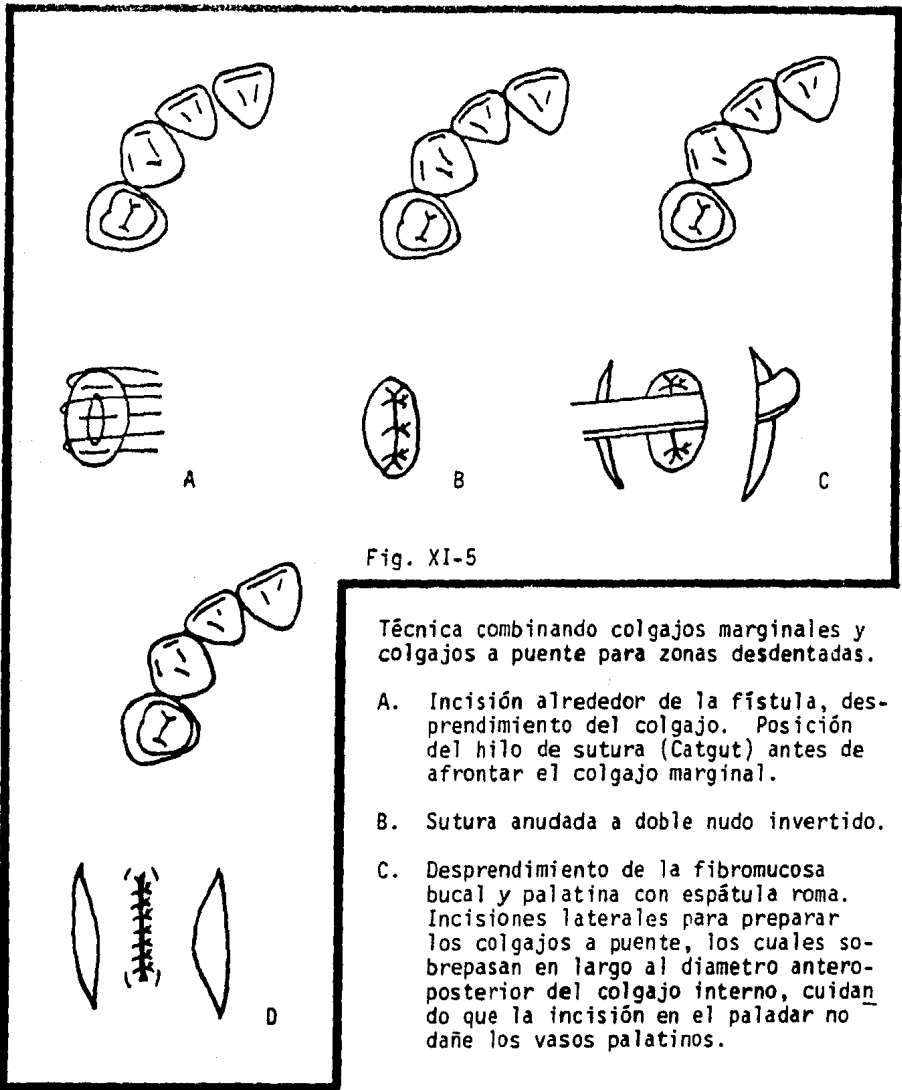 A
B
C
Fig. XI-5
D
Técnica combinando colgajos marginales y
colgajos a puente para zonas desdentadas.
A. Incisión alrededor de la fístula, des-
prendimiento del colgajo. Posición
del hilo de sutura (Catgut) antes de
afrontar el colgajo marginal.
B. Sutura anudada a doble nudo invertido.
C. Desprendimiento de la fibromucosa
bucal y palatina con espátula roma.
Incisiones laterales para preparar
los colgajos a puente, los cuales so-
brepasan en largo al diametro antero-
posterior del colgajo interno, cuidan
do que la incisión en el paladar no
dañe los vasos palatinos.